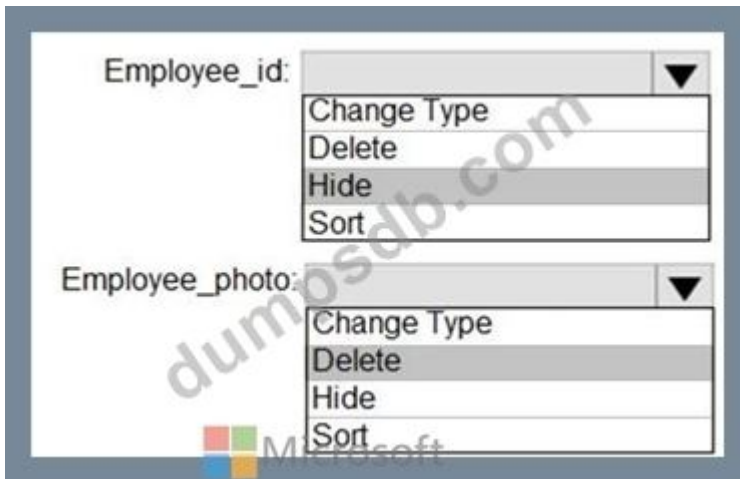 Employee_id:
Change Type
Delete
Hide
Sort
Employee_photo:
Change Type
Delete
Hide
Sort
Microsoft
dumpsdb.com